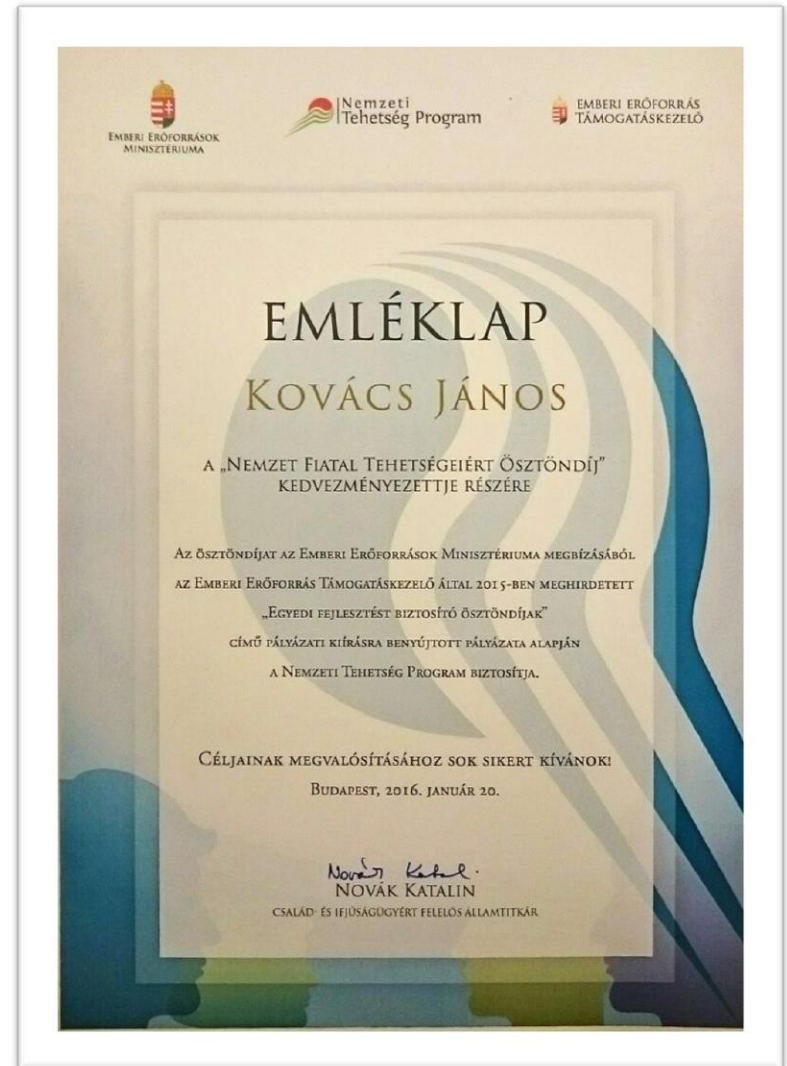 EMBERI ERŐFORRÁSOK
MINISZTÉRIUMA
Nemzeti
Tehetség Program
EMBERI ERŐFORRÁS
TÁMOGATÁSKEZELŐ
EMLÉKLAP
KOVÁCS JÁNOS
A „NEMZET FIATAL TEHETSÉGEIÉRT ÖSZTÖNDÍJ”
KEDVEZMÉNYEZETTJE RÉSZÉRE
AZ ÖSZTÖNDÍJAT AZ EMBERI ERŐFORRÁSOK MINISZTÉRIUMA MEGBÍZÁSÁBÓL
AZ EMBERI ERŐFORRÁS TÁMOGATÁSKEZELŐ ÁLTAL 2015-BEN MEGHIRDETETT
„EGYEDI FEJLESZTÉST BIZTOSÍTÓ ÖSZTÖNDÍJAK”
CÍMŰ PÁLYÁZATI KIÍRÁSRA BENYÚJTOTT PÁLYÁZATA ALAPJÁN
A NEMZETI TEHETSÉG PROGRAM BIZTOSÍTJA.
CÉLJAINAK MEGVALÓSÍTÁSÁHOZ SOK SIKERT KÍVÁNOK!
BUDAPEST, 2016. JANUÁR 20.
Novák Katal.
NOVÁK KATALIN
CSALÁD- ÉS IFJÚSÁGÜGYÉRT FELELŐS ÁLLAMTITKÁR